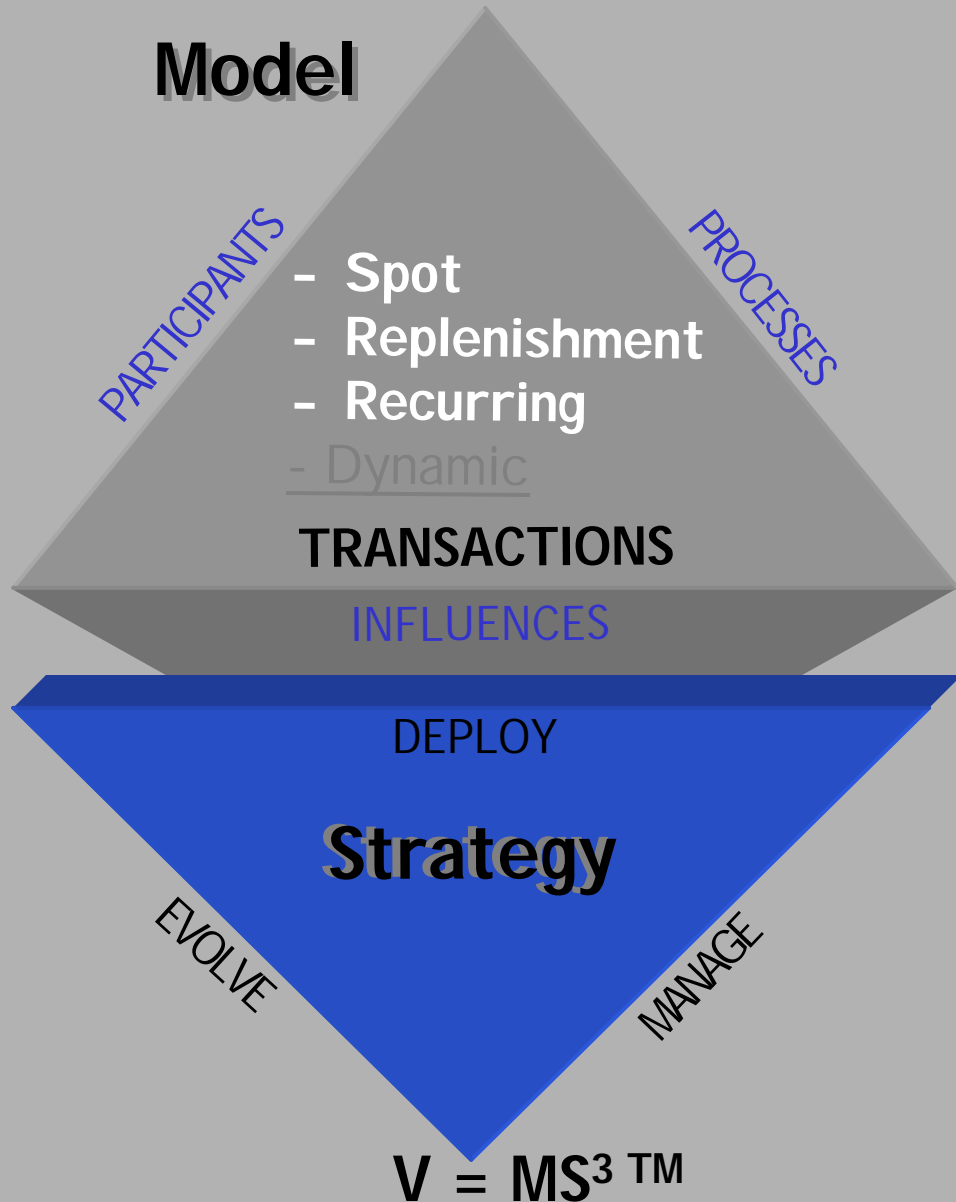 Model
PARTICIPANTS
PROCESSES
- Spot
- Replenishment
- Recurring
- Dynamic
TRANSACTIONS
INFLUENCES
DEPLOY
Strategy
EVOLVE
MANAGE
V = MS³ ™